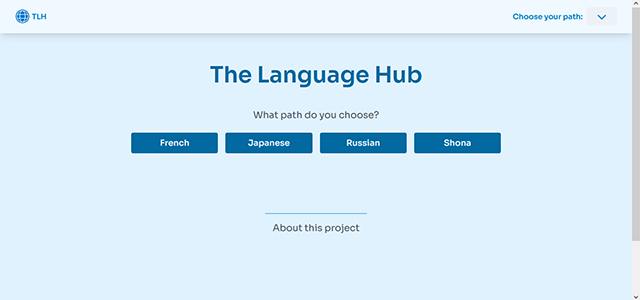 TLH
Choose your path:
The Language Hub
What path do you choose?
French
Japanese
Russian
Shona
About this project